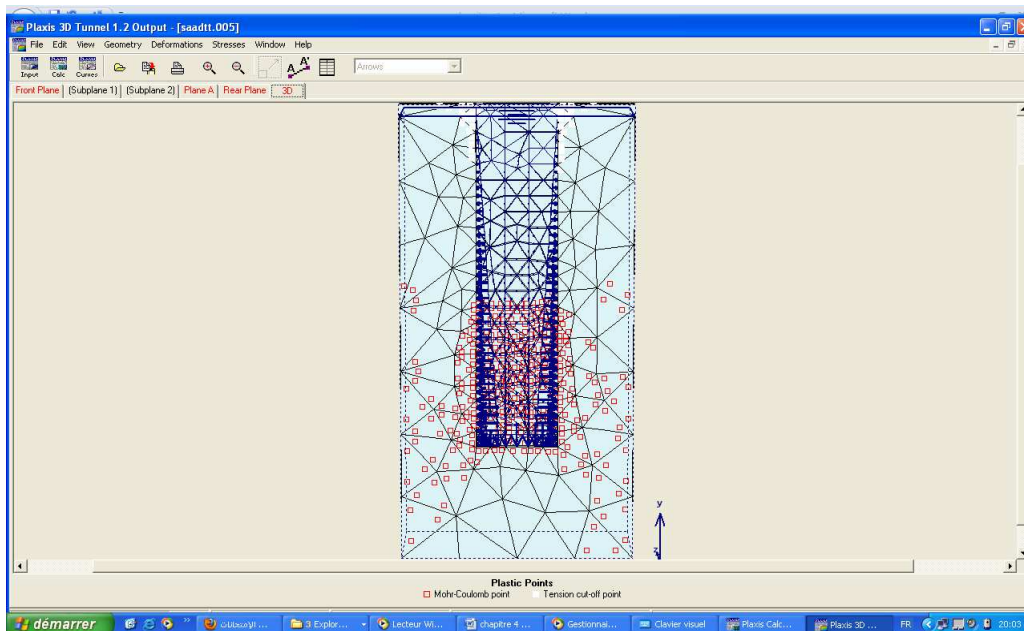 Plaxis 3D Tunnel 1.2 Output - [saadtt.005]
File Edit View Geometry Deformations Stresses Window Help
Input Calc Curves Arrows
Front Plane (Subplane 1) (Subplane 2) Plane A Rear Plane 3D
y
z
Plastic Points
Mohr-Coulomb point Tension cut-off point
démarrer 3 Explor... Lecteur Wi... chapitre 4 ... Gestionnai... Clavier visuel Plaxis Calc... Plaxis 3D ... FR 20:03